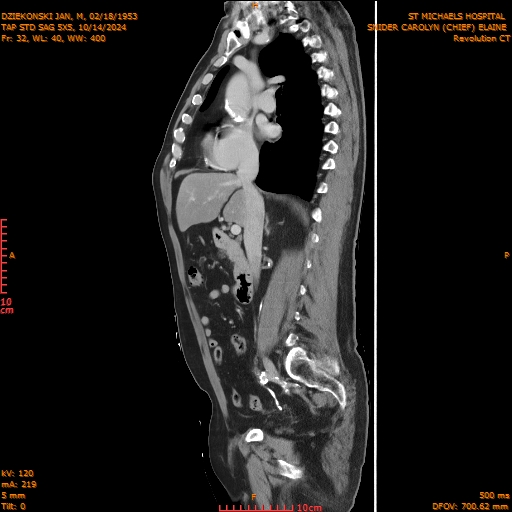 DZIEKONSKI JAN, M, 02/18/1953
TAP STD SAG 5X5, 10/14/2024
Fr: 32, WL: 40, WW: 400
H
ST MICHAELS HOSPITAL
SNIDER CAROLYN (CHIEF) ELAINE
Revolution CT
A
P
10
cm
kV: 120
mA: 219
5 mm
Tilt: 0
F
10cm
500 ms
DFOV: 700.62 mm